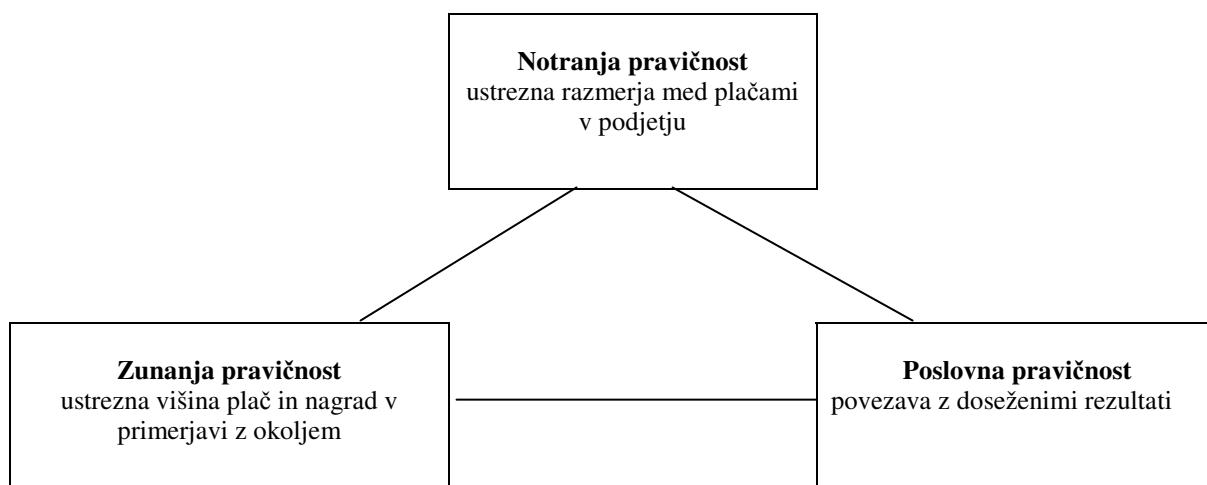 Notranja pravičnost
ustrezna razmerja med plačami
v podjetju
Zunanja pravičnost
ustrezna višina plač in nagrad v
primerjavi z okoljem
Poslovna pravičnost
povezava z doseženimi rezultati